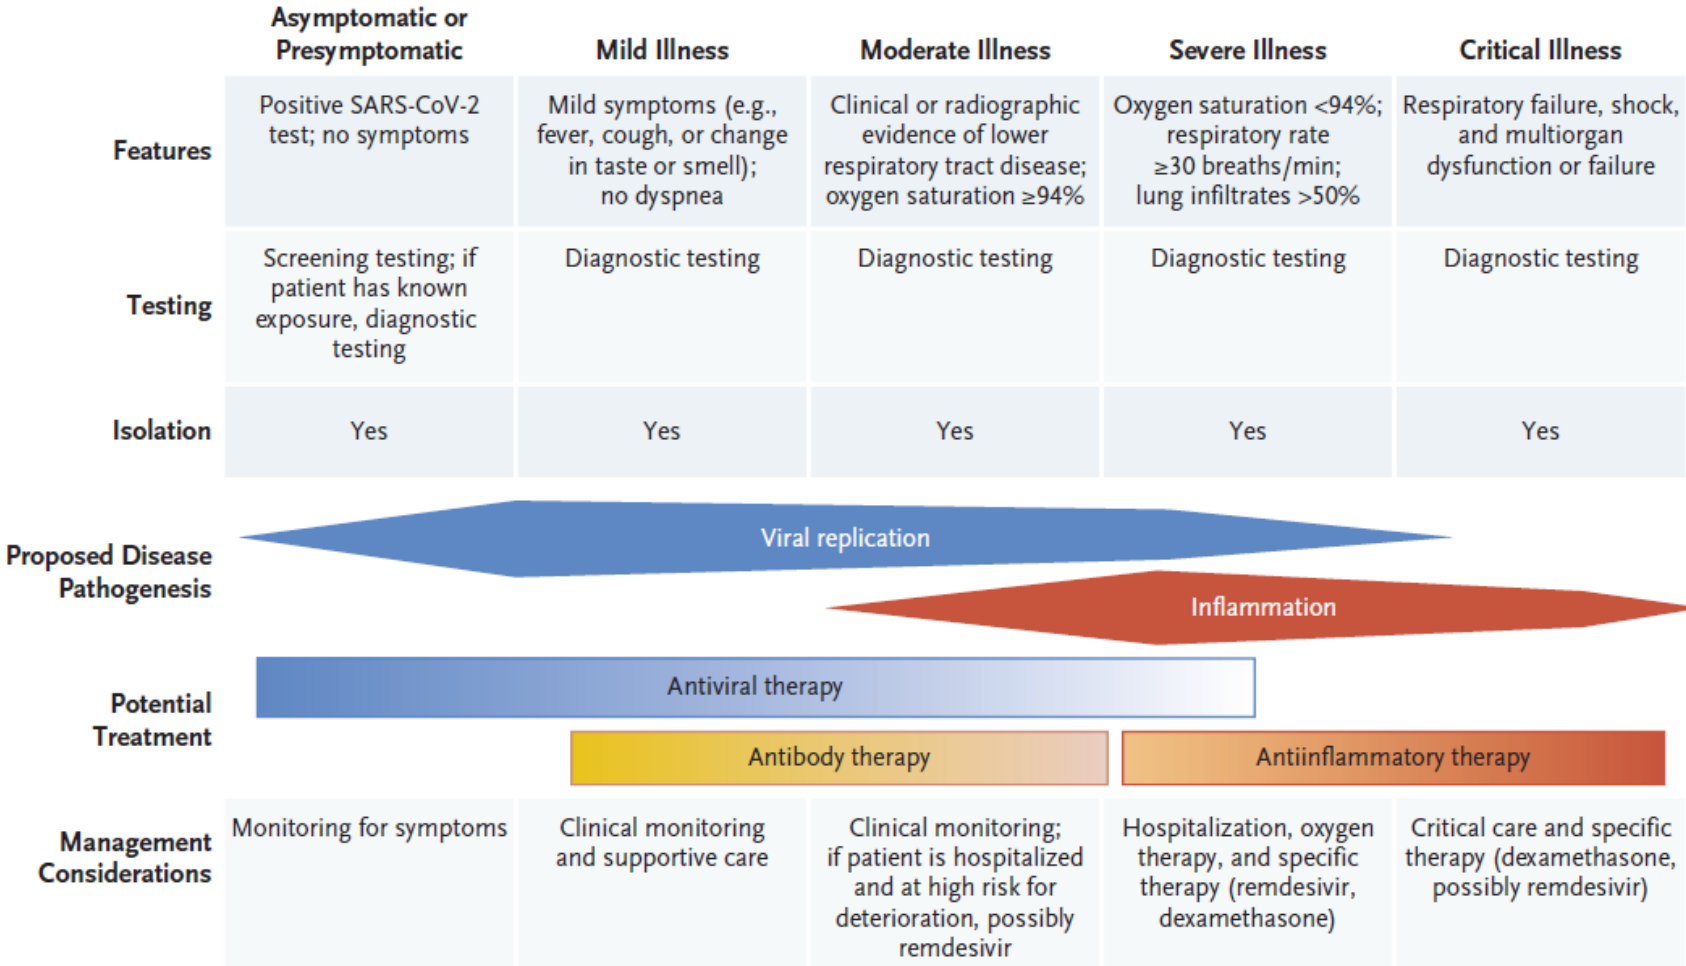 Asymptomatic or
Presymptomatic
Mild Illness
Moderate Illness
Severe Illness
Critical Illness
Features
Positive SARS-CoV-2
test; no symptoms
Mild symptoms (e.g.,
fever, cough, or change
in taste or smell);
no dyspnea
Clinical or radiographic
evidence of lower
respiratory tract disease;
oxygen saturation ≥94%
Oxygen saturation <94%;
respiratory rate
≥30 breaths/min;
lung infiltrates >50%
Respiratory failure, shock,
and multiorgan
dysfunction or failure
Testing
Screening testing; if
patient has known
exposure, diagnostic
testing
Diagnostic testing
Diagnostic testing
Diagnostic testing
Diagnostic testing
Isolation
Yes
Yes
Yes
Yes
Yes
Proposed Disease
Pathogenesis
Viral replication
Inflammation
Potential
Treatment
Antiviral therapy
Antibody therapy
Antiinflammatory therapy
Management
Considerations
Monitoring for symptoms
Clinical monitoring
and supportive care
Clinical monitoring;
if patient is hospitalized
and at high risk for
deterioration, possibly
remdesivir
Hospitalization, oxygen
therapy, and specific
therapy (remdesivir,
dexamethasone)
Critical care and specific
therapy (dexamethasone,
possibly remdesivir)